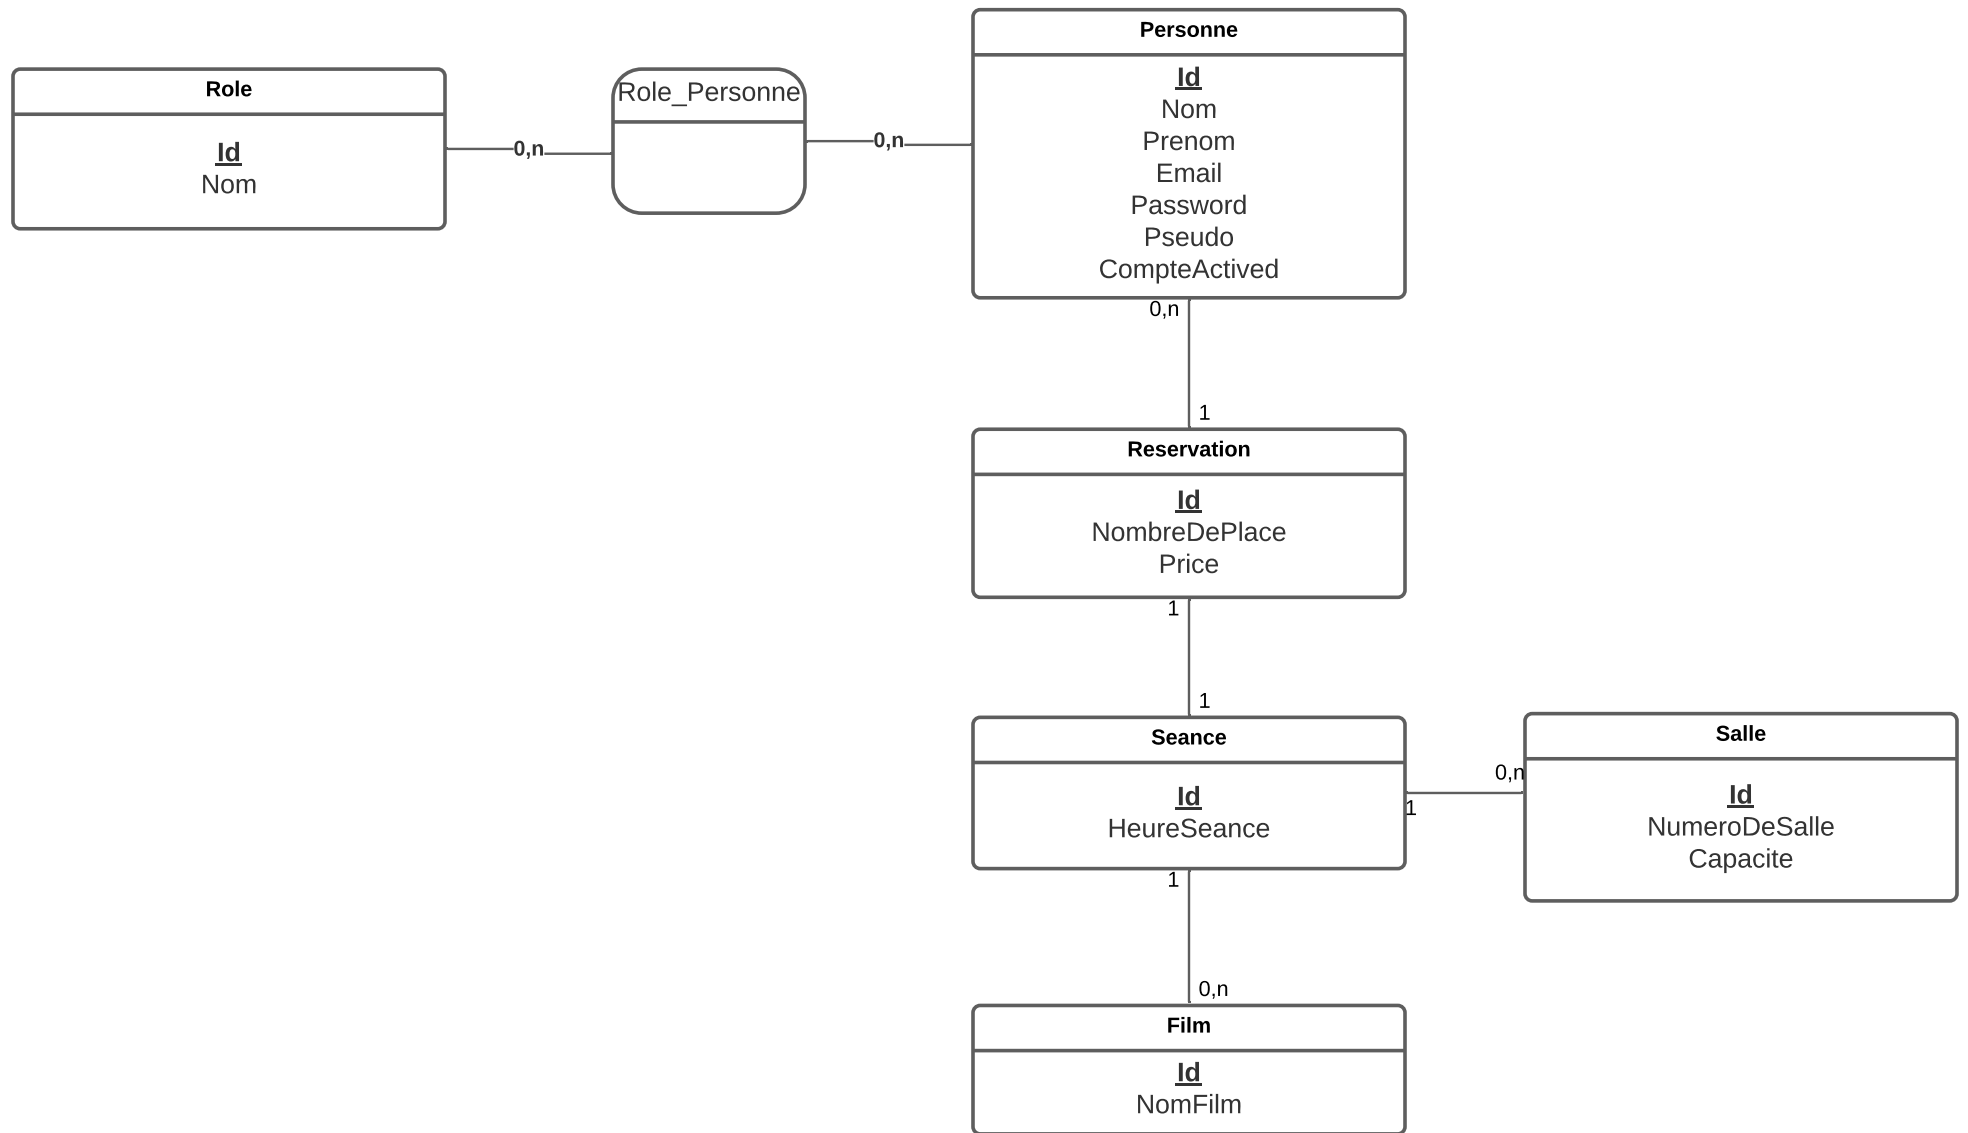 Personne
Id
Nom
Prenom
Email
Password
Pseudo
CompteActived
Role
Id
Nom
0,n
Role_Personne
0,n
0,n
1
Reservation
Id
NombreDePlace
Price
1
1
Seance
Id
HeureSeance
1
0,n
Salle
Id
NumeroDeSalle
Capacite
1
0,n
Film
Id
NomFilm